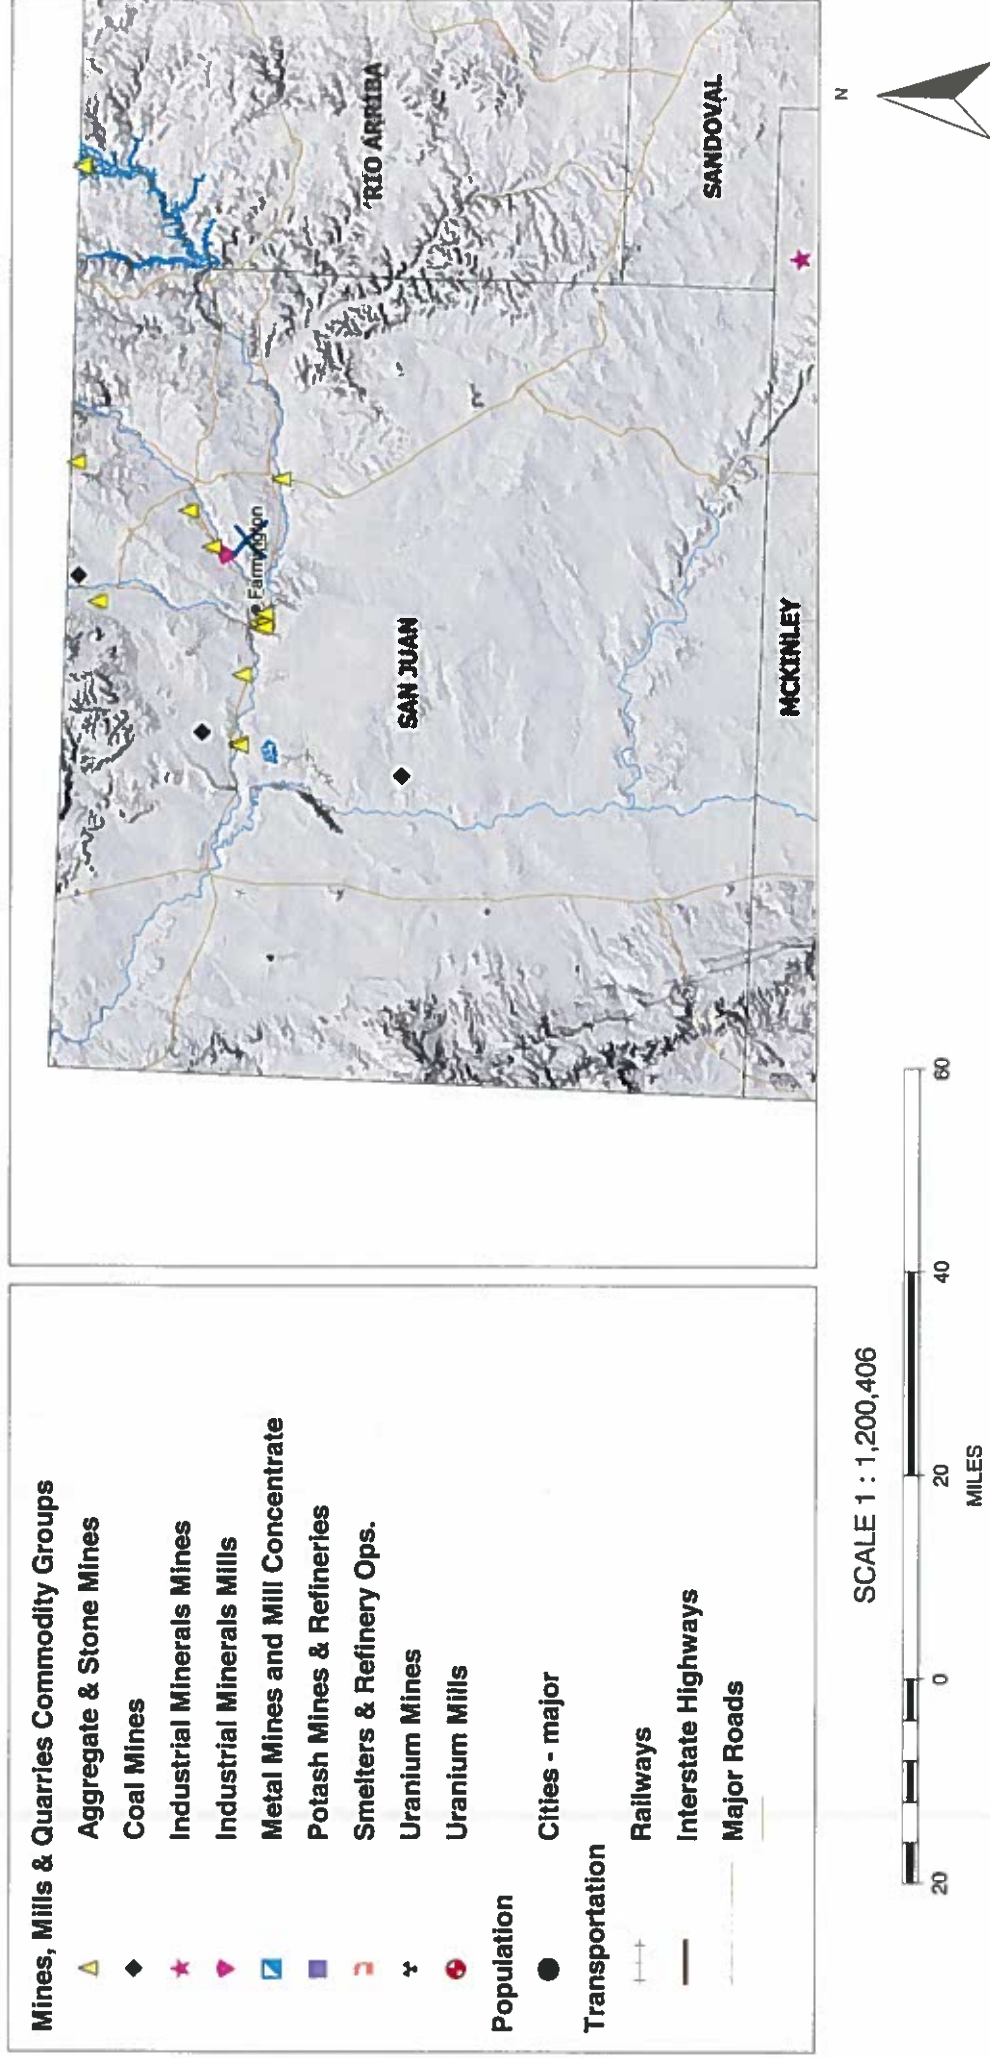 Mines, Mills & Quarries Commodity Groups
Aggregate & Stone Mines
Coal Mines
Industrial Minerals Mines
Industrial Minerals Mills
Metal Mines and Mill Concentrate
Potash Mines & Refineries
Smelters & Refinery Ops.
Uranium Mines
Uranium Mills
Population
Cities - major
Transportation
Railways
Interstate Highways
Major Roads
Farmington
RIO ARRIBA
SAN JUAN
SANDOVAL
MCKINLEY
SCALE 1 : 1,200,406
20 0 20 40 60
MILES
N